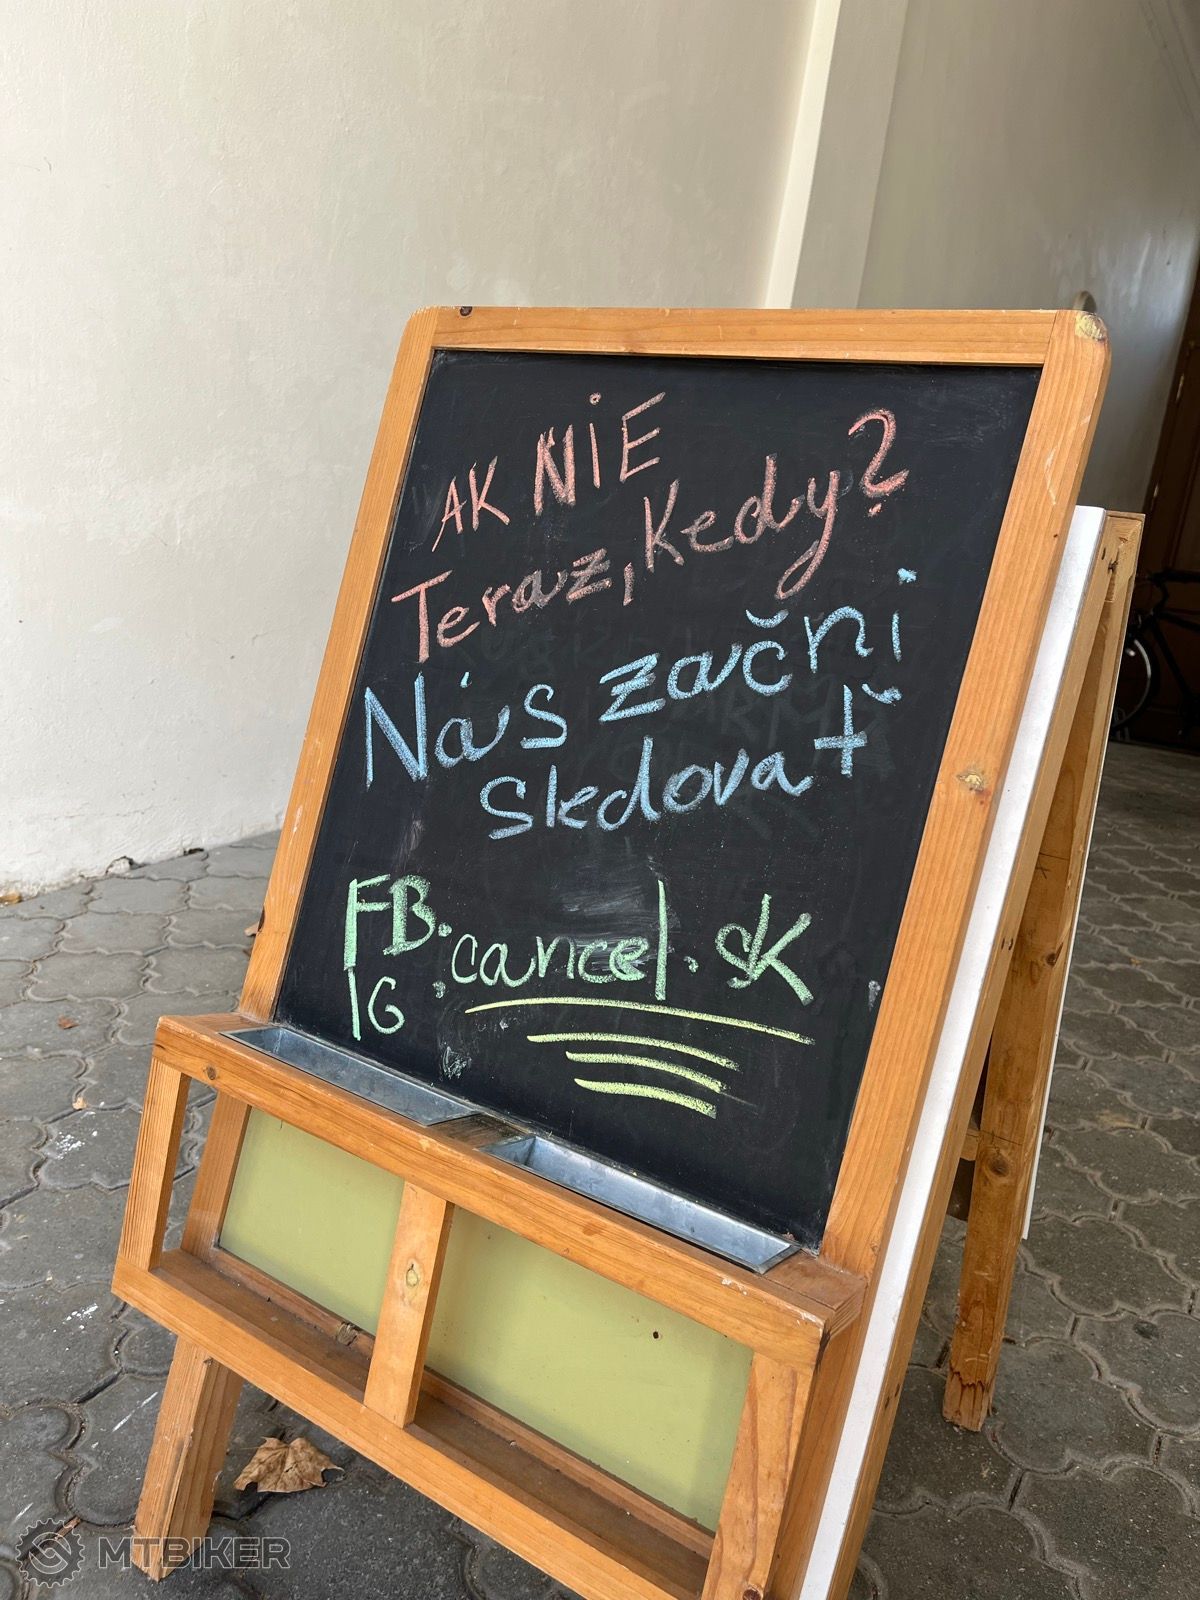 AK NiE
Teraz, Kedy?
Nás začni
Sledovať
FB.
IG :cancel.sk
MTBIKER